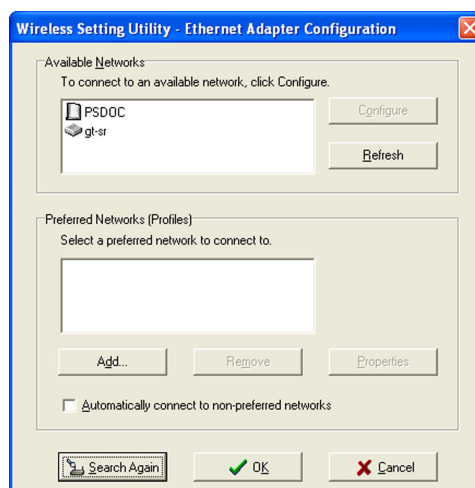 Wireless Setting Utility - Ethernet Adapter Configuration
Available Networks
To connect to an available network, click Configure.
PSDOC
gt-sr
Configure
Refresh
Preferred Networks (Profiles)
Select a preferred network to connect to.
Add...
Remove
Properties
Automatically connect to non-preferred networks
Search Again
OK
Cancel